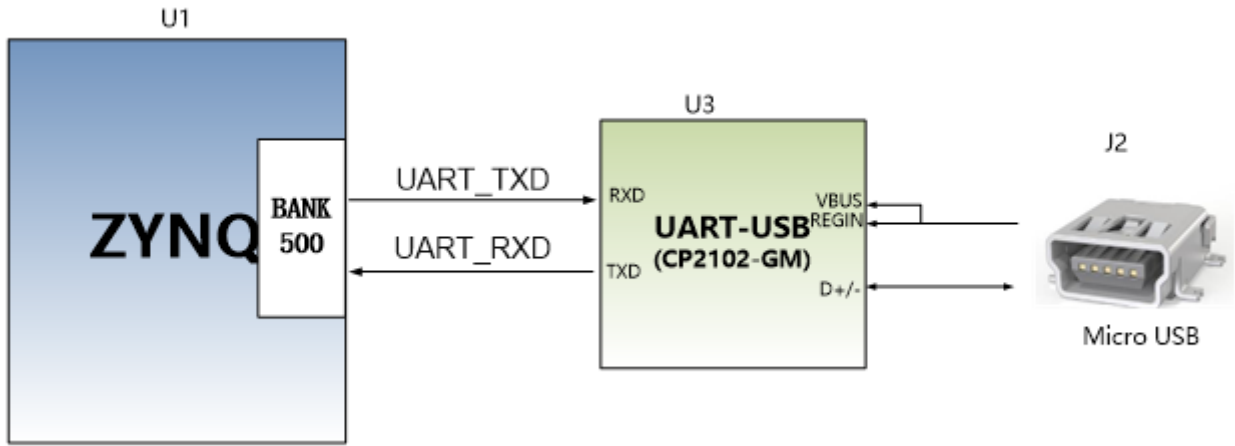 U1
ZYNQ
BANK
500
UART_TXD
UART_RXD
U3
RXD
TXD
UART-USB
(CP2102-GM)
VBUS
REGIN
D+/-
J2
Micro USB